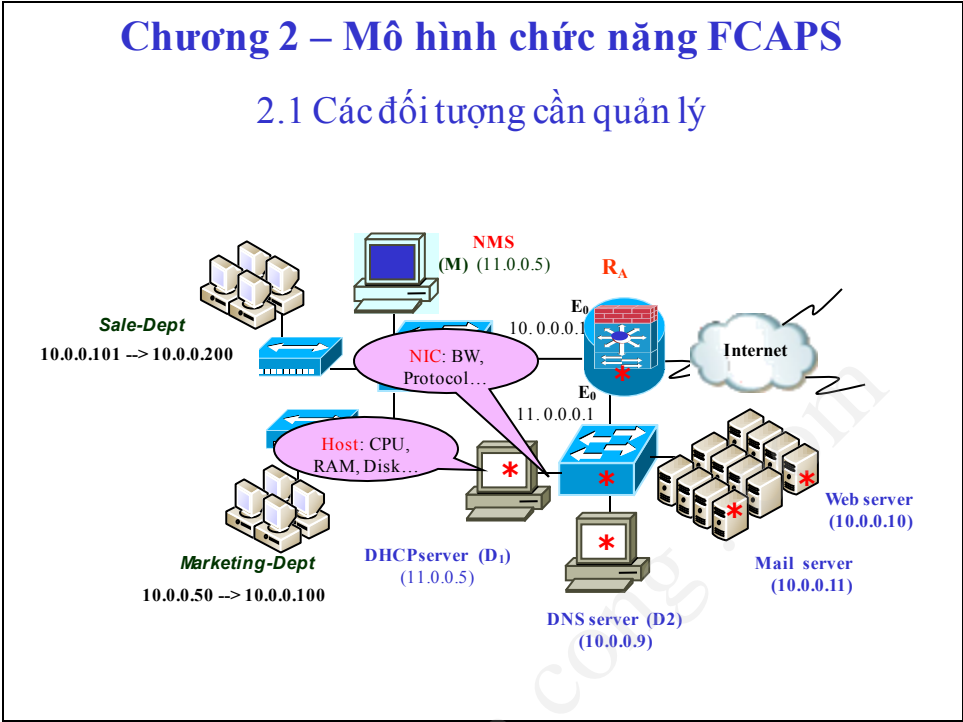 Chương 2 – Mô hình chức năng FCAPS
2.1 Các đối tượng cần quản lý
NMS
(M) (11.0.0.5)
RA
E0
10. 0.0.0.1
Sale-Dept
10.0.0.101 --> 10.0.0.200
NIC: BW,
Protocol…
Internet
E0
11. 0.0.0.1
Host: CPU,
RAM, Disk…
*
*
*
*
*
*
Web server
(10.0.0.10)
Marketing-Dept
10.0.0.50 --> 10.0.0.100
DHCPserver (D1)
(11.0.0.5)
Mail server
(10.0.0.11)
DNS server (D2)
(10.0.0.9)
cong . om